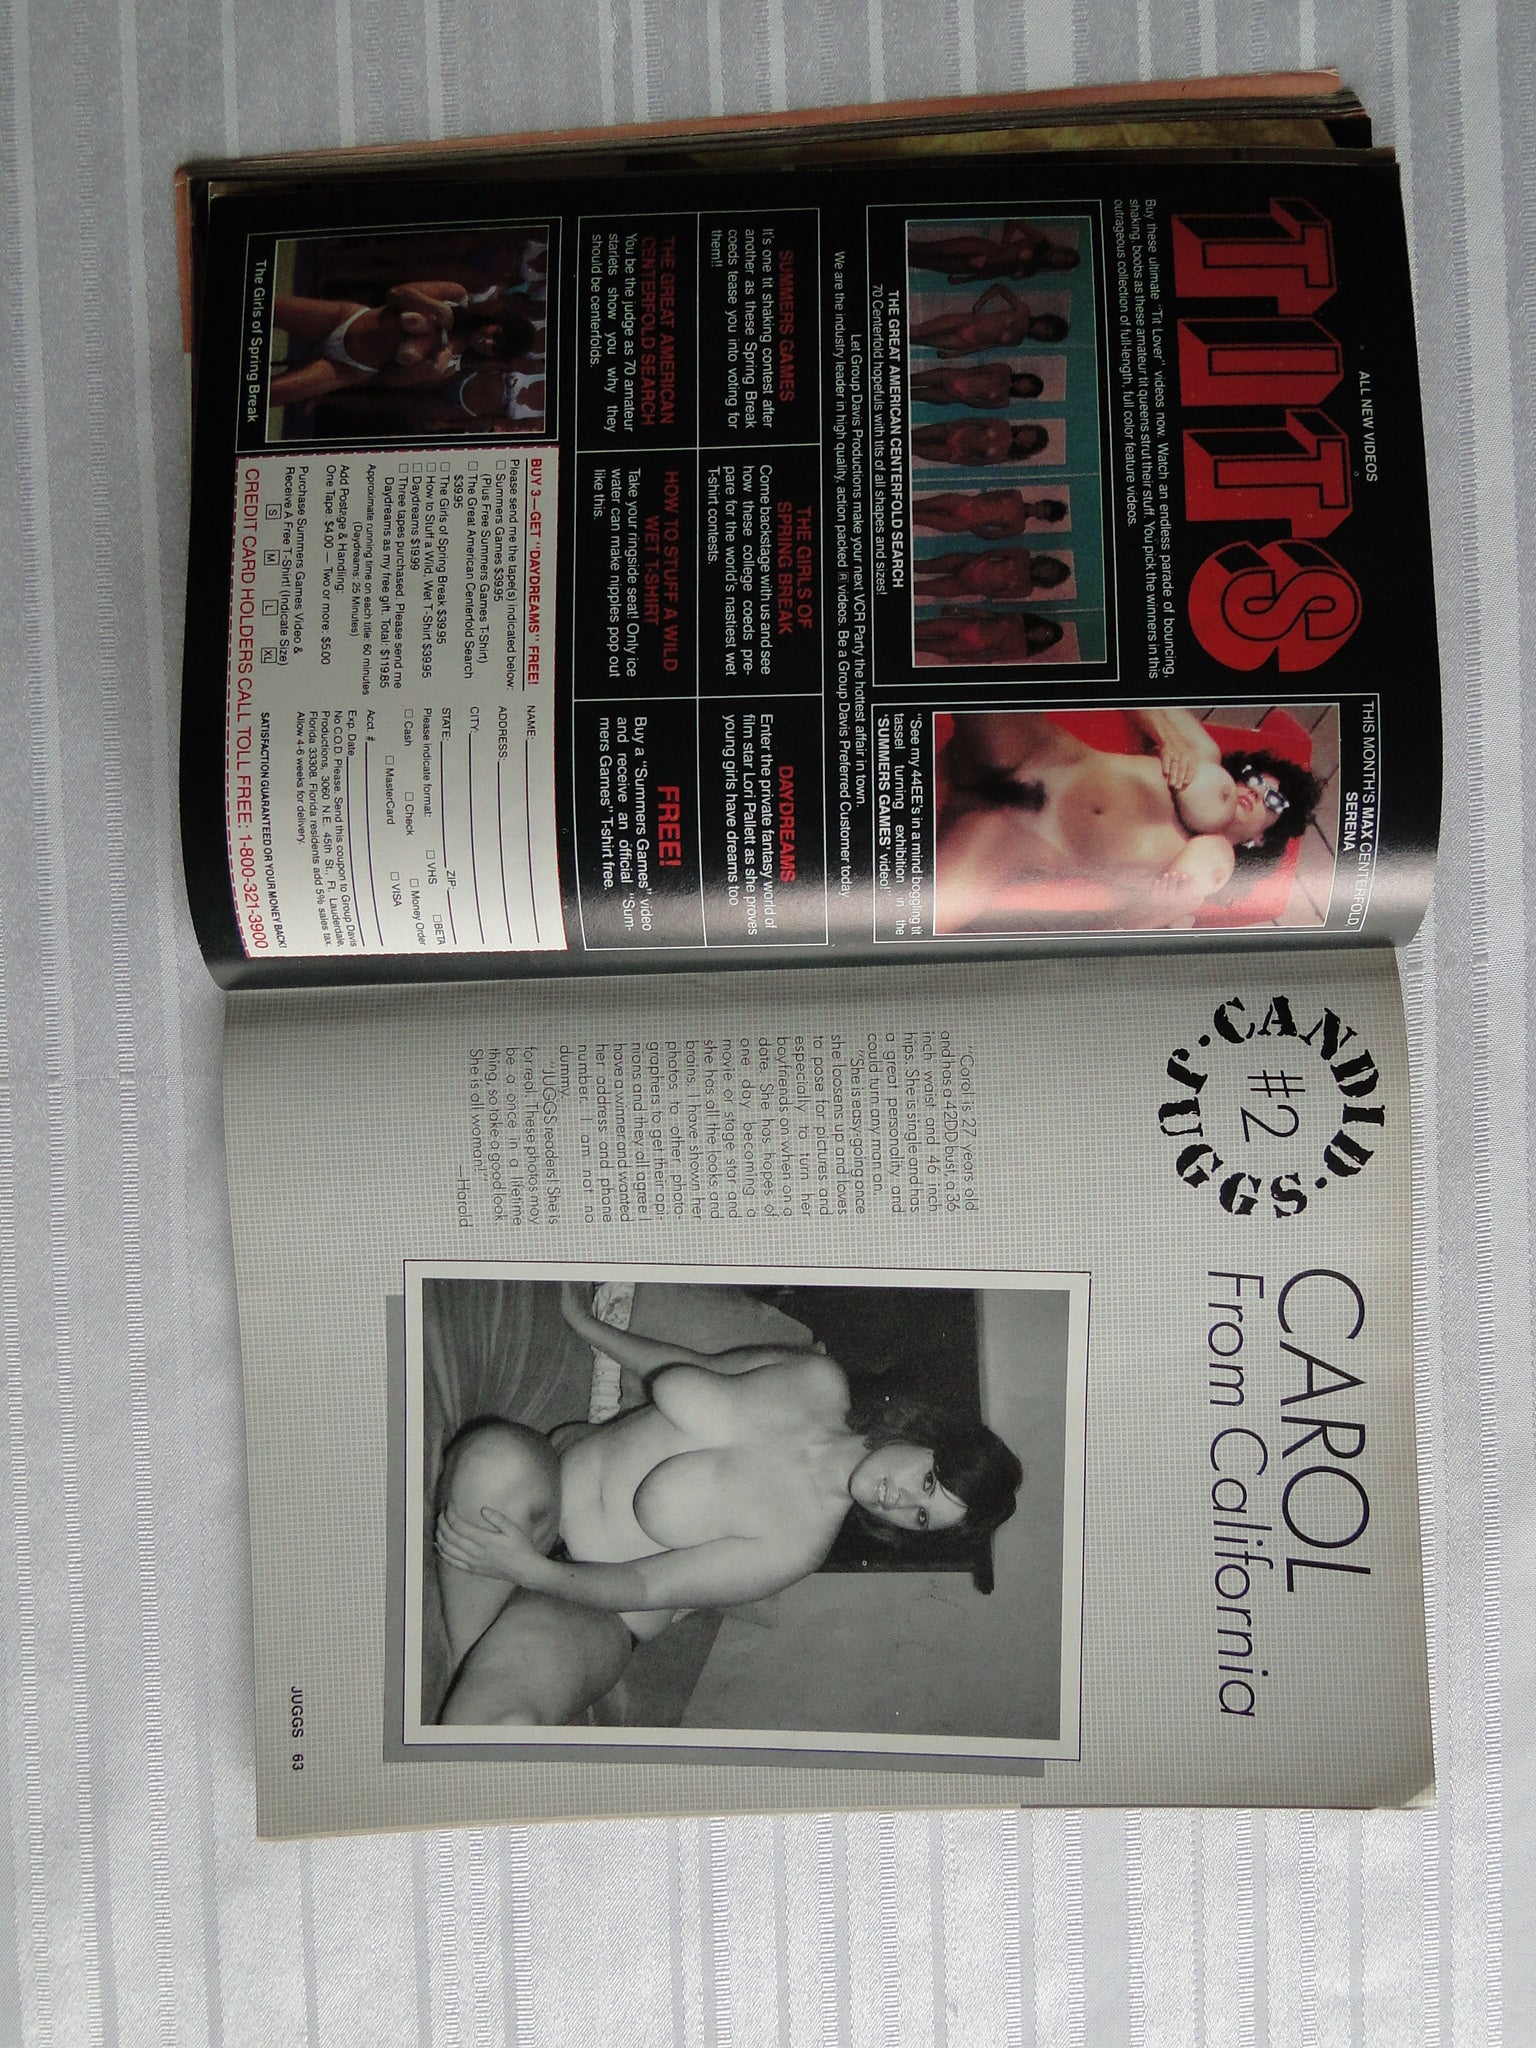 ALL NEW VIDEOS
TITS
Buy these ultimate "Tit Lover" videos now. Watch an endless parade of bouncing,
shaking, boobs as these amateur tit queens strut their stuff. You pick the winners in this
outrageous collection of full-length, full color feature videos.
THE GREAT AMERICAN CENTERFOLD SEARCH
70 Centerfold hopefuls with tits of all shapes and sizes!
THIS MONTH'S MAX CENTERFOLD,
SERENA
"See my 44EE's in a mind boggling tit
tassel turning exhibition in the
'SUMMERS GAMES' video!"
Let Group Davis Productions make your next VCR Party the hottest affair in town.
We are the industry leader in high quality, action packed R videos. Be a Group Davis Preferred Customer today
SUMMERS GAMES
It's one tit shaking contest after
another as these Spring Break
coeds tease you into voting for
them!!
THE GIRLS OF
SPRING BREAK
Come backstage with us and see
how these college coeds pre-
pare for the world's nastiest wet
T-shirt contests.
DAYDREAMS
Enter the private fantasy world of
film star Lori Pallett as she proves
young girls have dreams too
THE GREAT AMERICAN
CENTERFOLD SEARCH
You be the judge as 70 amateur
starlets show you why they
should be centerfolds.
HOW TO STUFF A WILD
WET T-SHIRT
Take your ringside seat! Only ice
water can make nipples pop out
like this.
FREE!
Buy a "Summers Games" video
and receive an official "Sum-
mers Games" T-shirt free.
The Girls of Spring Break
BUY 3—GET "DAYDREAMS" FREE!
Please send me the tape(s) indicated below:
☐ Summers Games $39.95
(Plus Free Summers Games T-Shirt)
☐ The Great American Centerfold Search
$39.95
☐ The Girls of Spring Break $39.95
☐ How to Stuff a Wild, Wet T-Shirt $39.95
☐ Daydreams $19.99
☐ Three tapes purchased. Please send me
Daydreams as my free gift. Total: $119.85
Approximate running time on each title: 60 minutes
(Daydreams: 25 Minutes)
Add Postage & Handling:
One Tape: $4.00 — Two or more: $5.00
Purchase Summers Games Video &
Receive A Free T-Shirt! (Indicate Size)
S M L XL
NAME:
ADDRESS:
CITY:
STATE: ZIP:
Please indicate format: ☐ VHS ☐ BETA
☐ Cash ☐ Check ☐ Money Order
☐ MasterCard ☐ VISA
Acct. #
Exp. Date
No C.O.D. Please. Send this coupon to Group Davis
Productions, 3060 N.E. 45th St., Ft. Lauderdale,
Florida 33308. Florida residents add 5% sales tax.
Allow 4-6 weeks for delivery.
SATISFACTION GUARANTEED OR YOUR MONEY BACK!
CREDIT CARD HOLDERS CALL TOLL FREE: 1-800-321-3900
CANDID
#2
JUGGS
CAROL
From California
"Carol is 27 years old
and has a 42DD bust, a 36
inch waist and 46 inch
hips. She is single and has
a great personality and
could turn any man on.
"She is easy-going once
she loosens up and loves
to pose for pictures and
especially to turn her
boyfriends on when on a
date. She has hopes of
one day becoming a
movie or stage star and
she has all the looks and
brains. I have shown her
photos to other photo-
graphers to get their opi-
nions and they all agree I
have a winner and wanted
her address and phone
number. I am not no
dummy.
"JUGGS readers! She is
for real. These photos may
be a once in a lifetime
thing, so take a good look.
She is all woman!"
—Harold
JUGGS 63